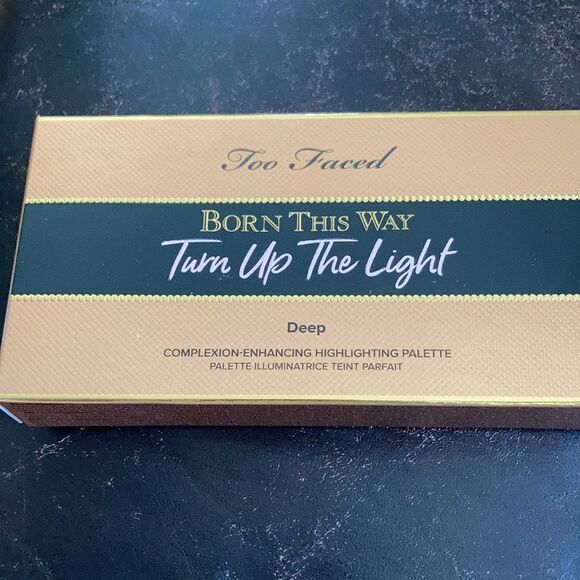 Too Faced
BORN THIS WAY
Turn Up The Light
Deep
COMPLEXION-ENHANCING HIGHLIGHTING PALETTE
PALETTE ILLUMINATRICE TEINT PARFAIT